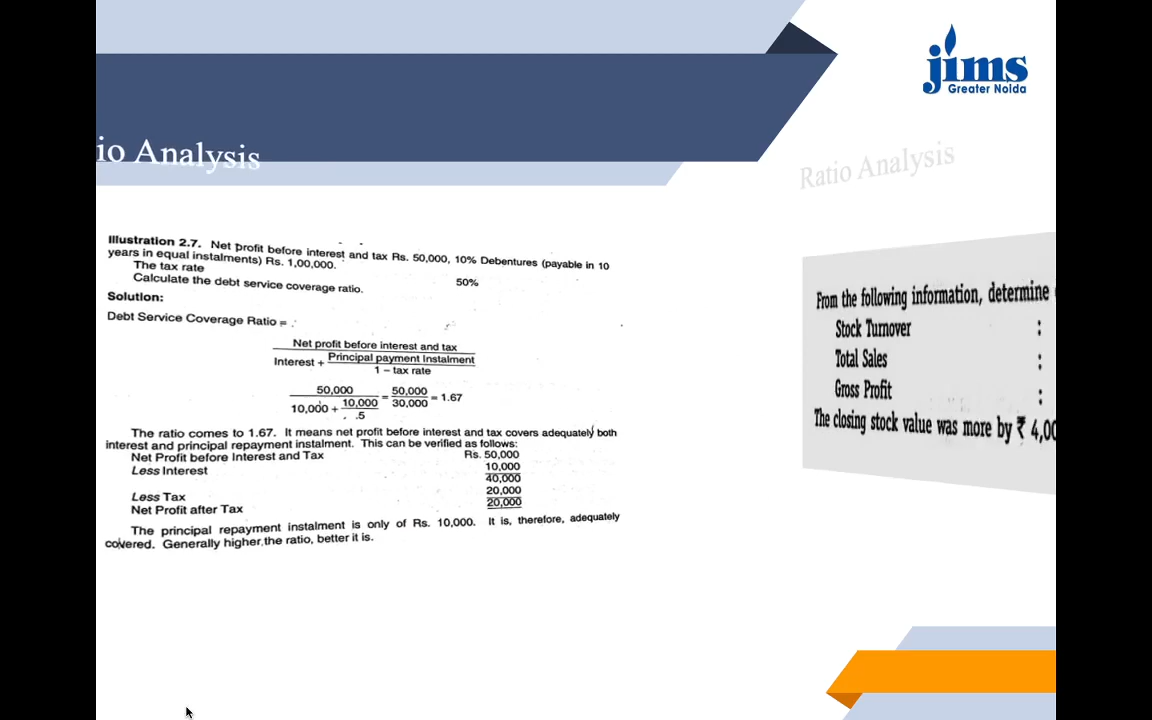 jims
Greater Noida
io Analysis
Ratio Analysis
Illustration 2.7. Net profit before interest and tax Rs. 50,000, 10% Debentures (payable in 10
years in equal instalments) Rs. 1,00,000.
The tax rate 50%
Calculate the debt service coverage ratio.
Solution:
Debt Service Coverage Ratio =
Net profit before interest and tax
Interest + Principal payment Instalment
1 – tax rate
50,000
10,000 + 10,000
.5
= 50,000
30,000
= 1.67
The ratio comes to 1.67. It means net profit before interest and tax covers adequately both
interest and principal repayment instalment. This can be verified as follows:
Net Profit before Interest and Tax Rs. 50,000
Less Interest 10,000
40,000
Less Tax 20,000
Net Profit after Tax 20,000
The principal repayment instalment is only of Rs. 10,000. It is, therefore, adequately
covered. Generally higher the ratio, better it is.
From the following information, determine
Stock Turnover :
Total Sales :
Gross Profit :
The closing stock value was more by ₹ 4,00